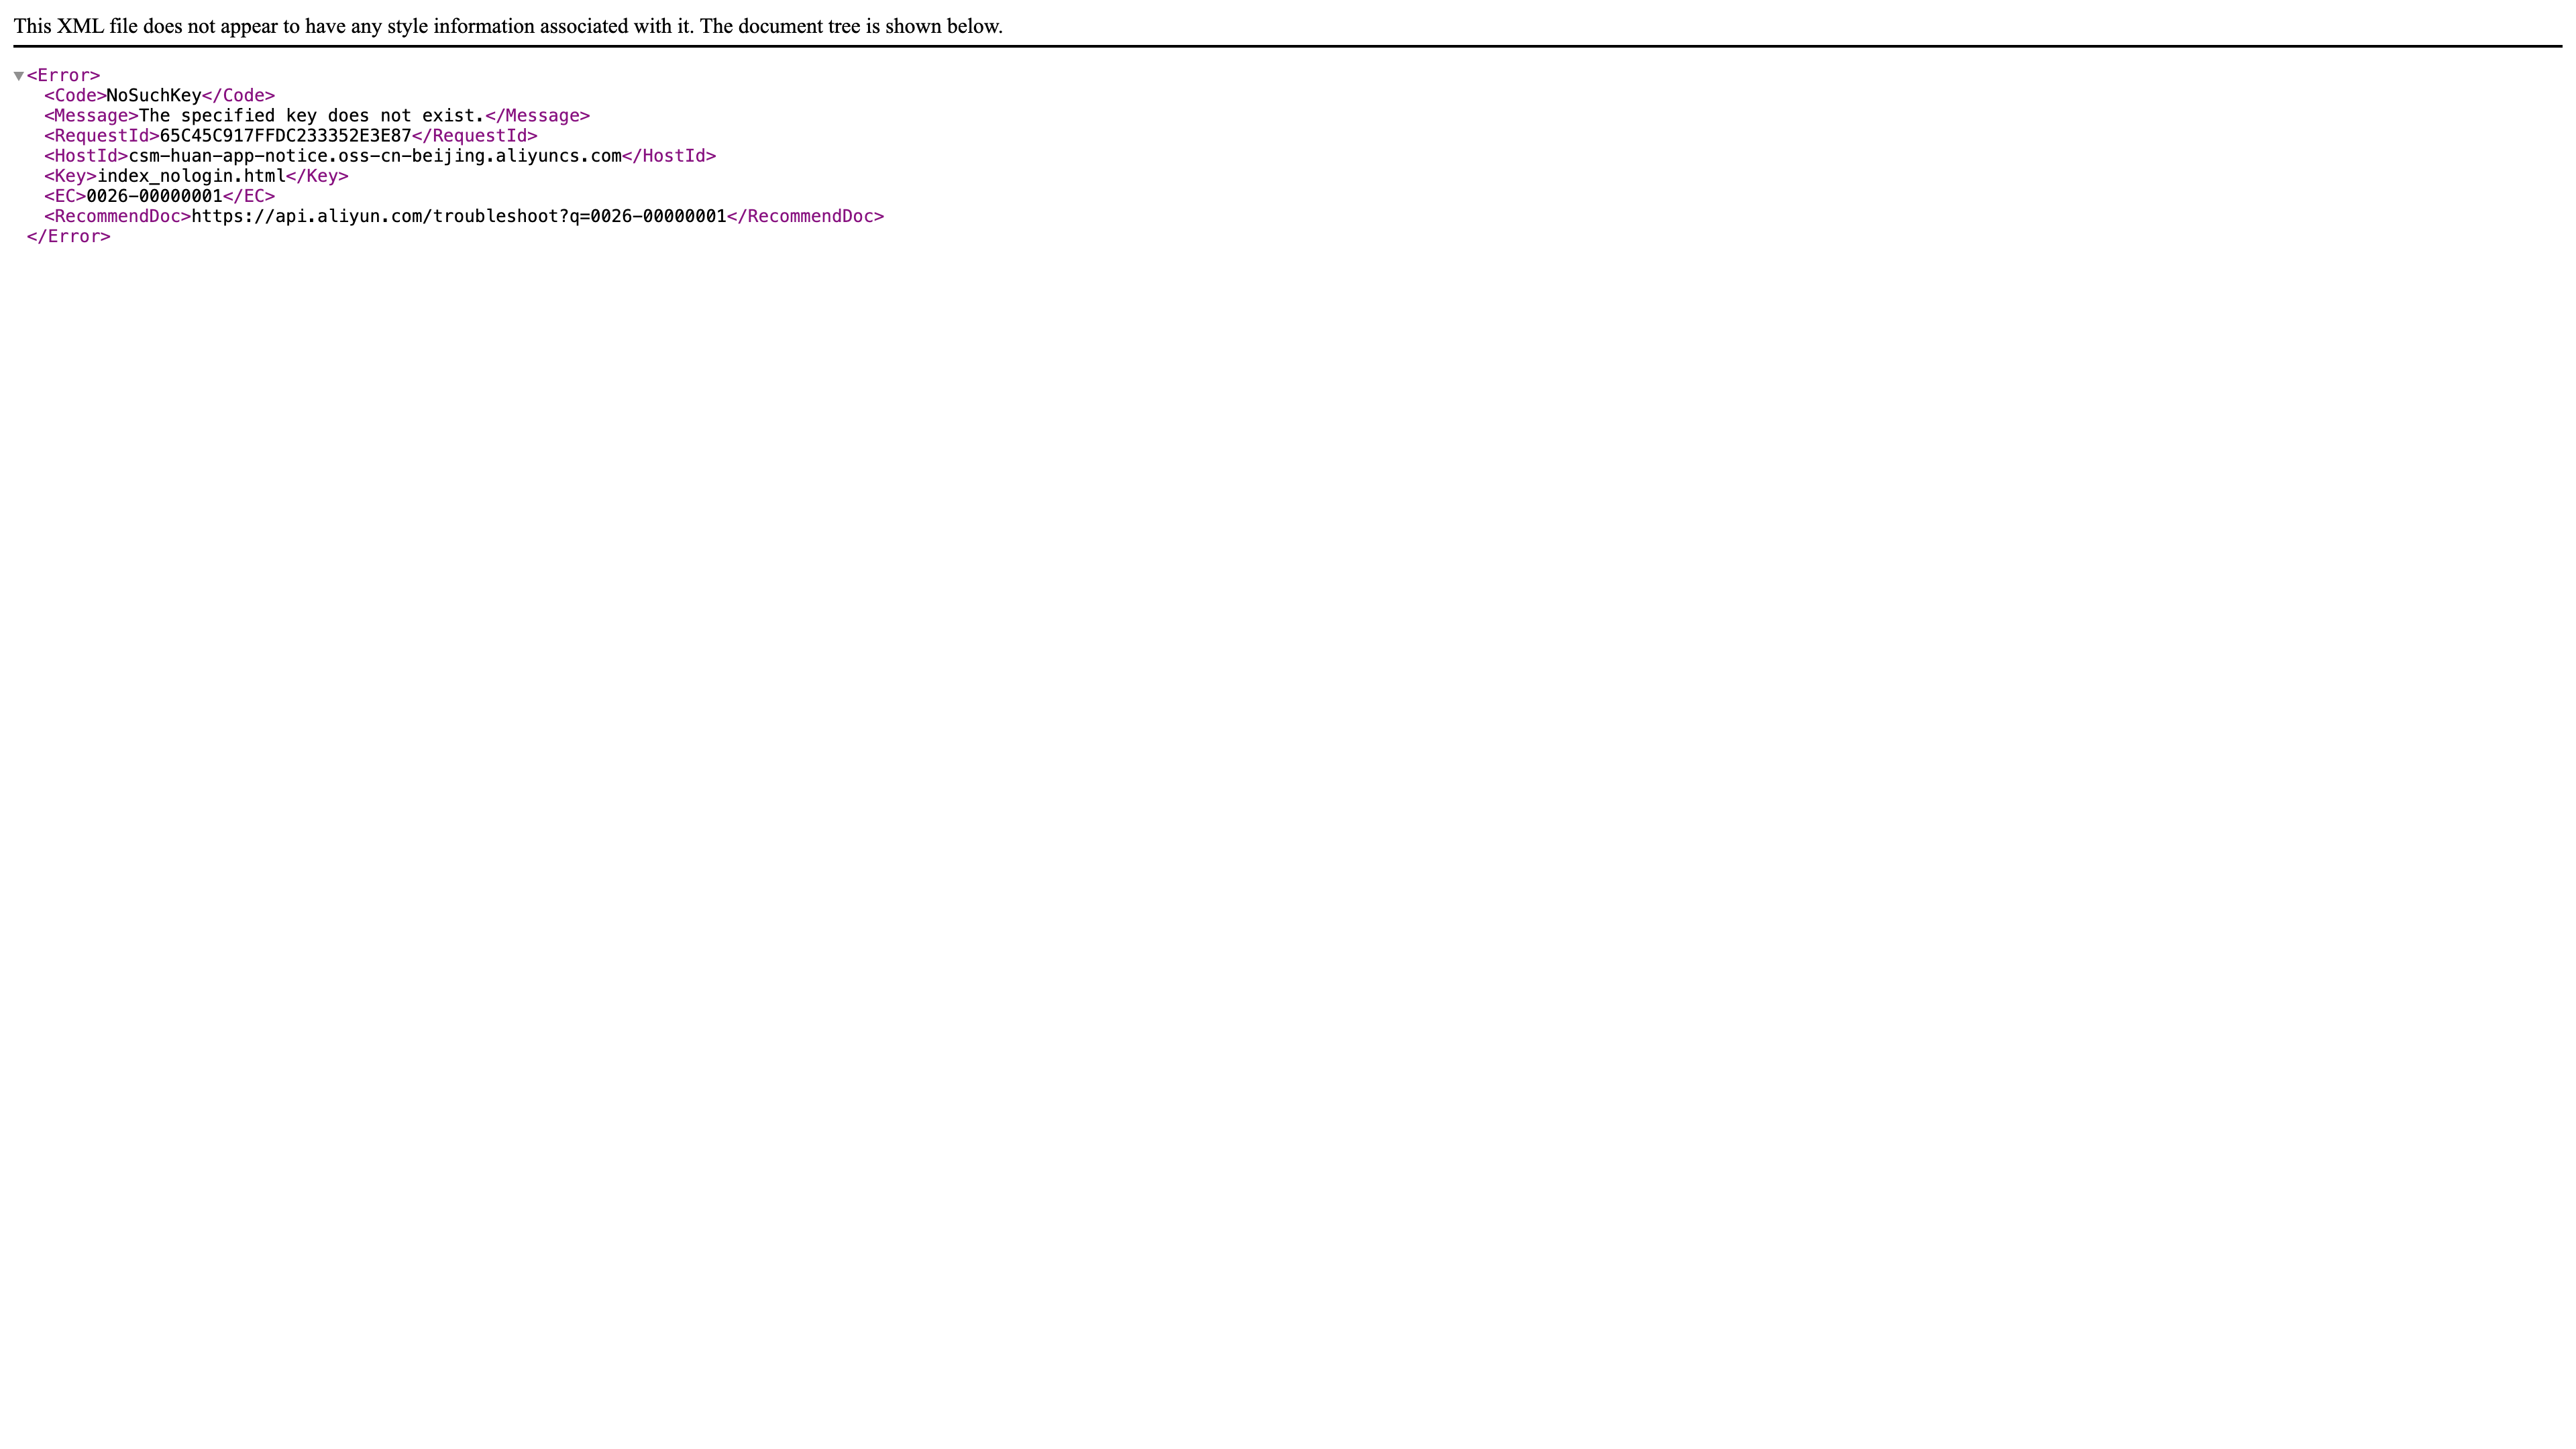 This XML file does not appear to have any style information associated with it. The document tree is shown below.
▼<Error>
<Code>NoSuchKey</Code>
<Message>The specified key does not exist.</Message>
<RequestId>65C45C917FFDC233352E3E87</RequestId>
<HostId>csm-huan-app-notice.oss-cn-beijing.aliyuncs.com</HostId>
<Key>index_nologin.html</Key>
<EC>0026-00000001</EC>
<RecommendDoc>https://api.aliyun.com/troubleshoot?q=0026-00000001</RecommendDoc>
</Error>